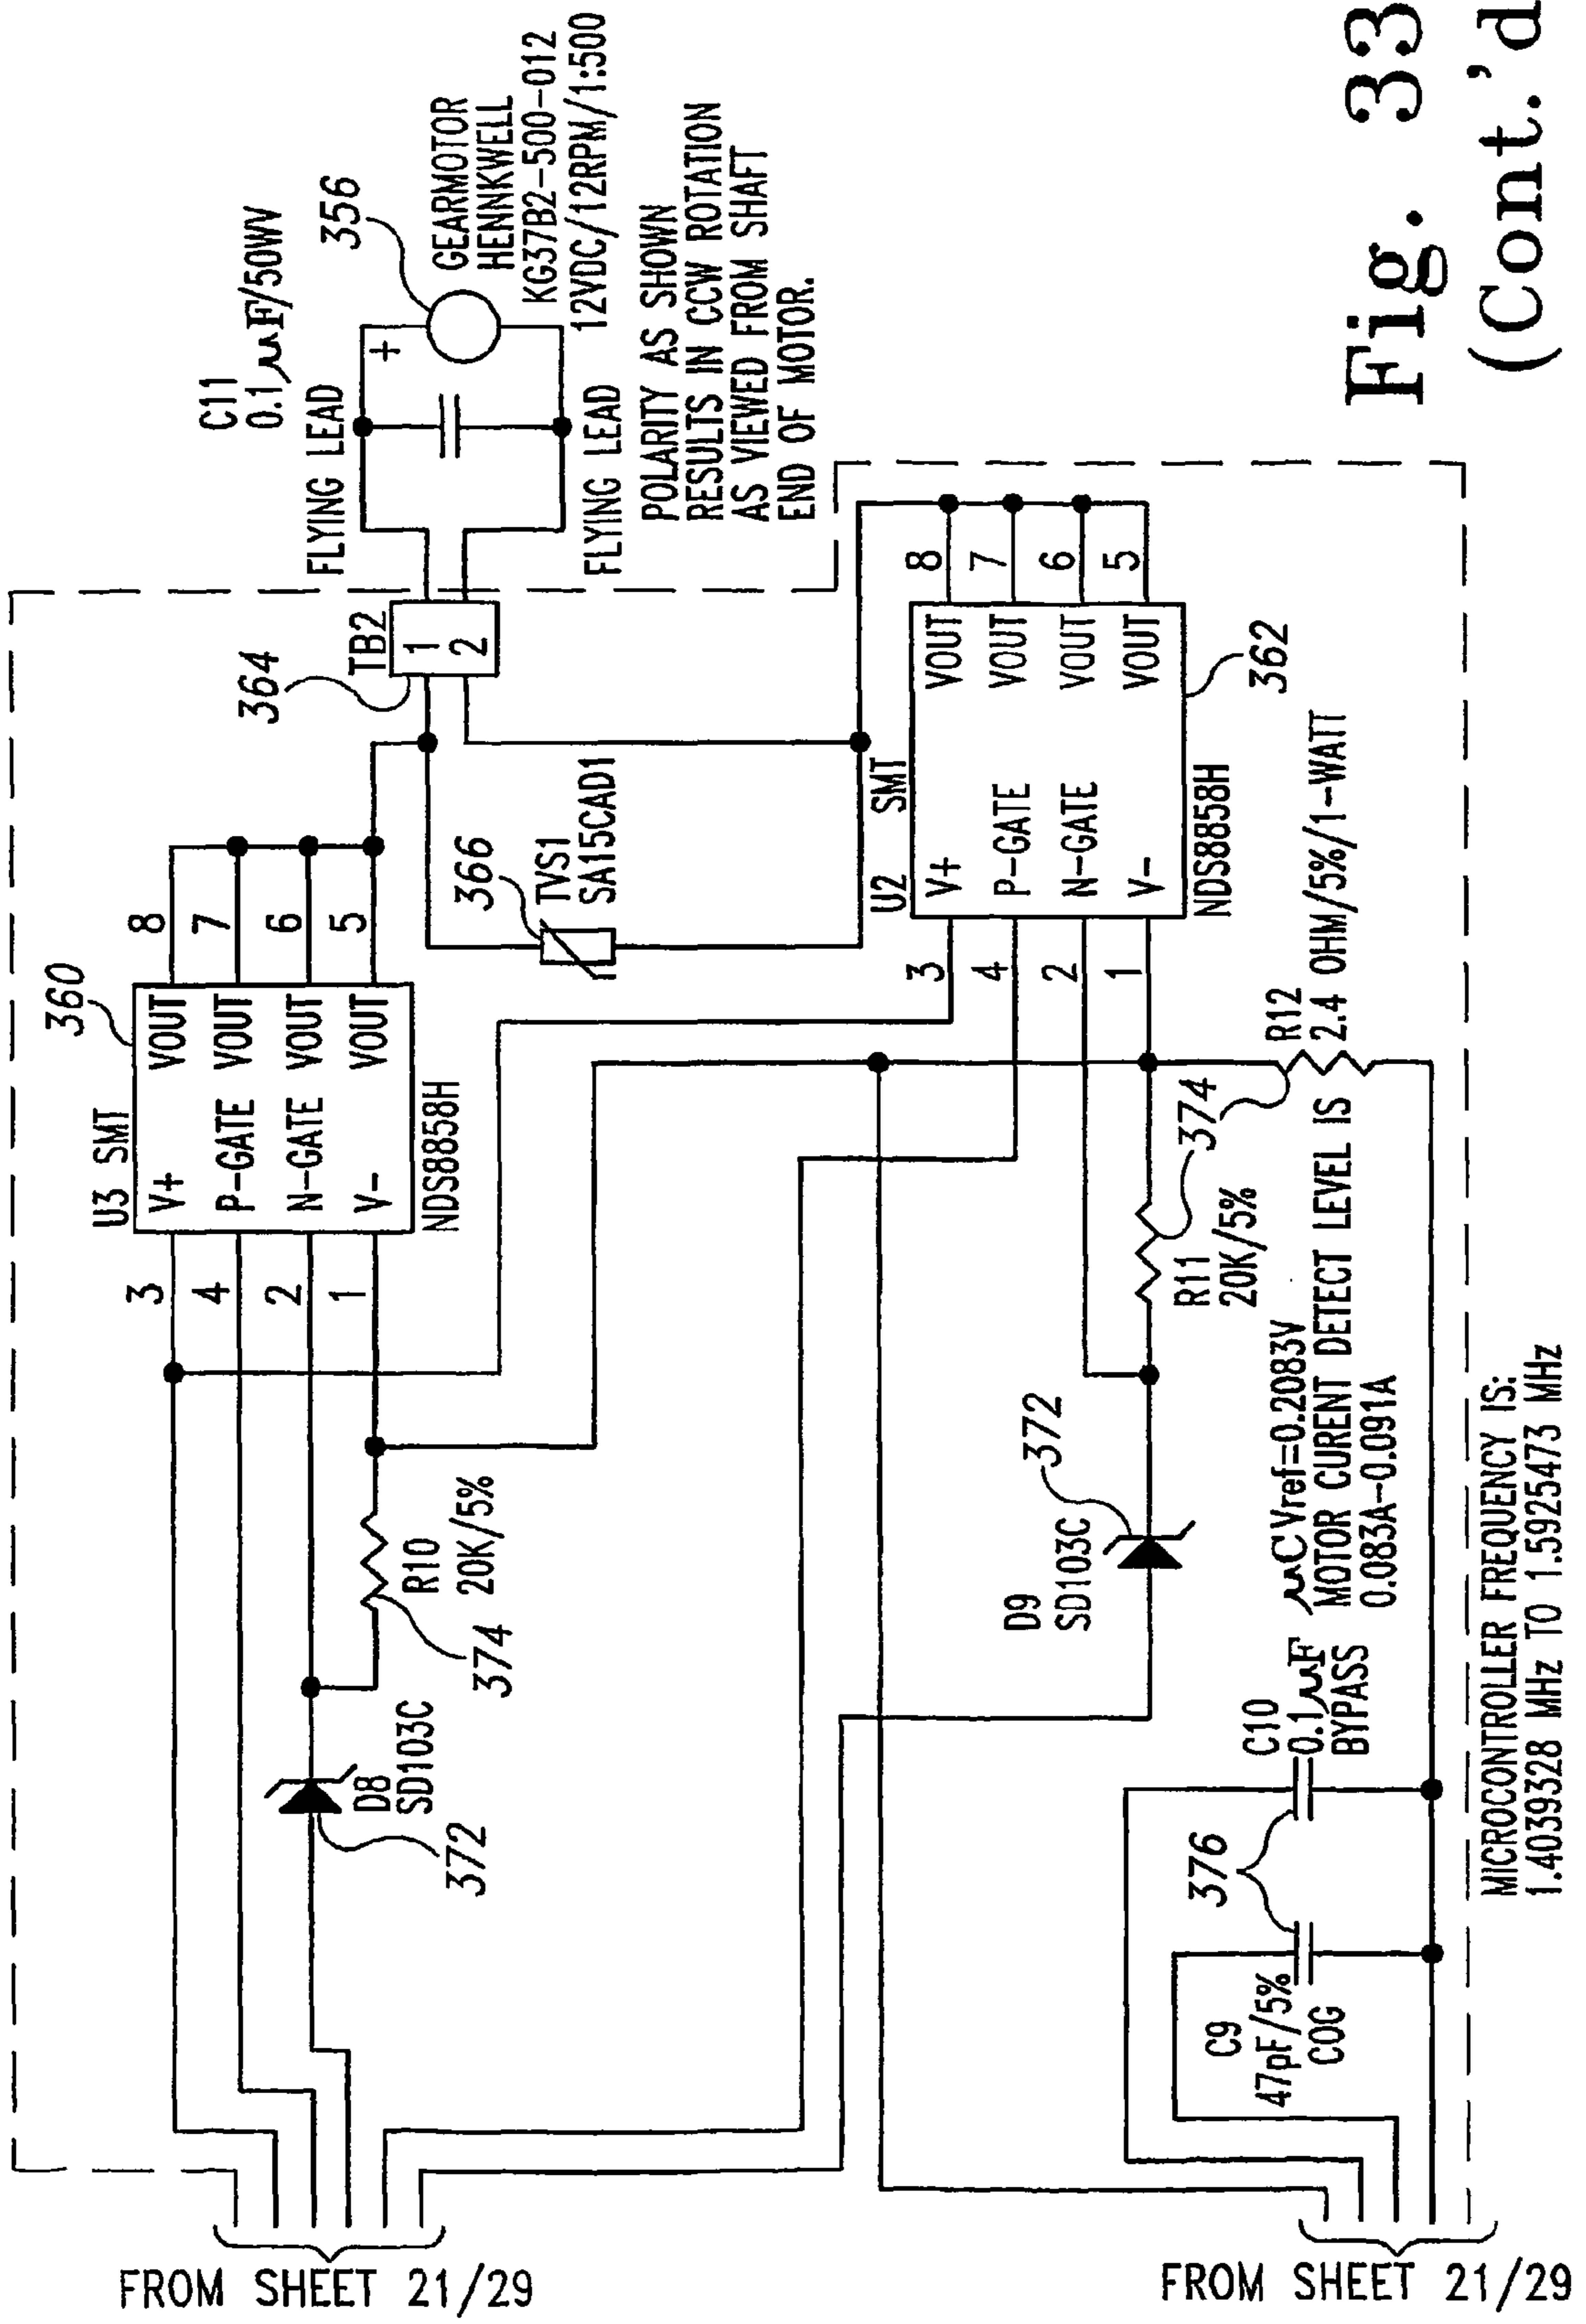 C11
0.1 µF/50WV
FLYING LEAD
356
+
GEARMOTOR
HENNKWELL
KG37B2-500-012
12VDC/12RPM/1:500
FLYING LEAD
POLARITY AS SHOWN
RESULTS IN CCW ROTATION
AS VIEWED FROM SHAFT
END OF MOTOR.
364
TB2
1
2
360
U3 SMT
V+ VOUT
P-GATE VOUT
N-GATE VOUT
V- VOUT
NDS8858H
3
4
2
1
8
7
6
5
366
TVS1
SA15CAD1
U2 SMT
V+ VOUT
P-GATE VOUT
N-GATE VOUT
V- VOUT
NDS8858H
3
4
2
1
8
7
6
5
362
R10
20K/5%
374
D8
SD103C
372
D9
SD103C
372
R11
20K/5%
374
R12
2.4 OHM/5%/1-WATT
µCVref=0.2083V
MOTOR CURENT DETECT LEVEL IS
0.083A-0.091A
C10
0.1µF
BYPASS
376
C9
47pF/5%
COG
MICROCONTROLLER FREQUENCY IS:
1.4039328 MHz TO 1.5925473 MHz
FROM SHEET 21/29
FROM SHEET 21/29
Fig. 33
(Cont.'d